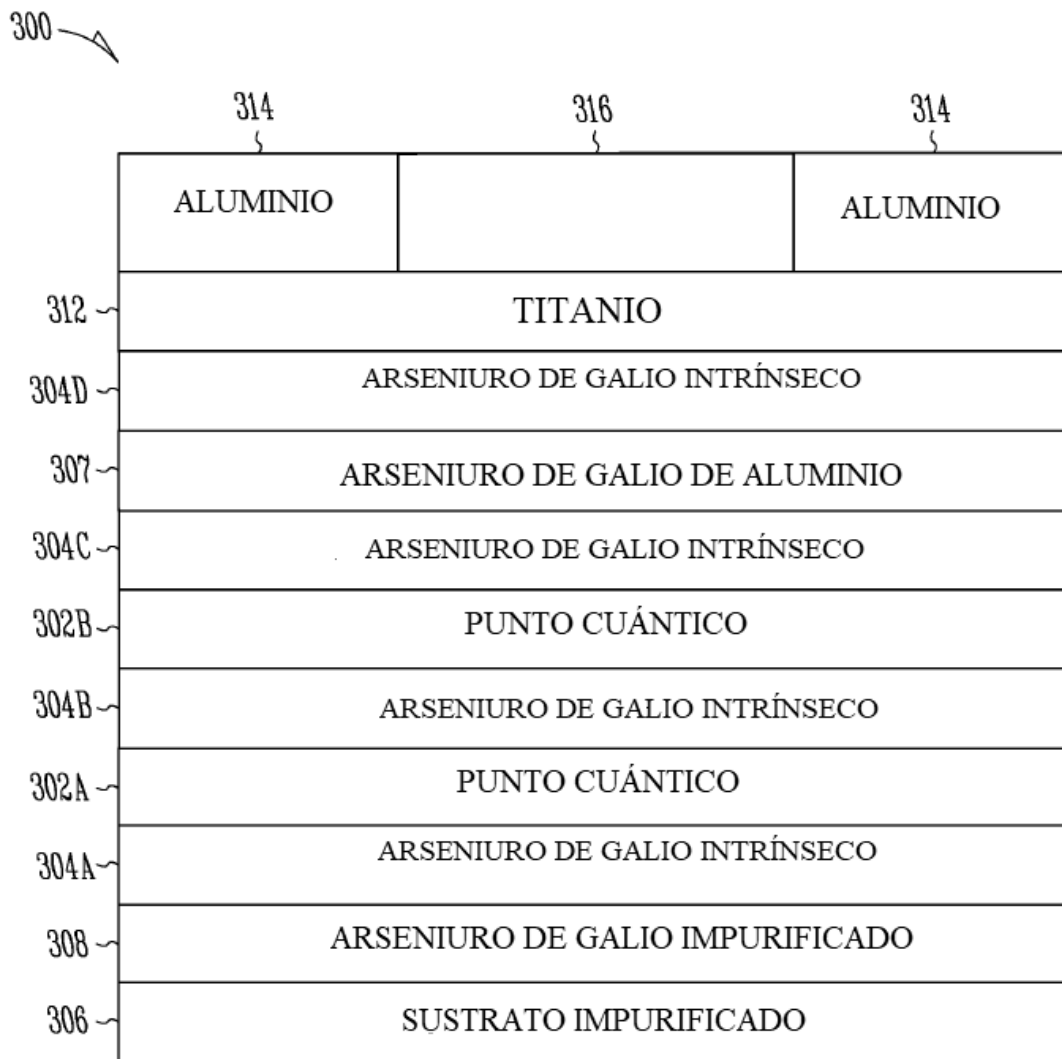 300
314 316 314
ALUMINIO ALUMINIO
312 TITANIO
304D ARSENIURO DE GALIO INTRÍNSECO
307 ARSENIURO DE GALIO DE ALUMINIO
304C ARSENIURO DE GALIO INTRÍNSECO
302B PUNTO CUÁNTICO
304B ARSENIURO DE GALIO INTRÍNSECO
302A PUNTO CUÁNTICO
304A ARSENIURO DE GALIO INTRÍNSECO
308 ARSENIURO DE GALIO IMPURIFICADO
306 SUSTRATO IMPURIFICADO